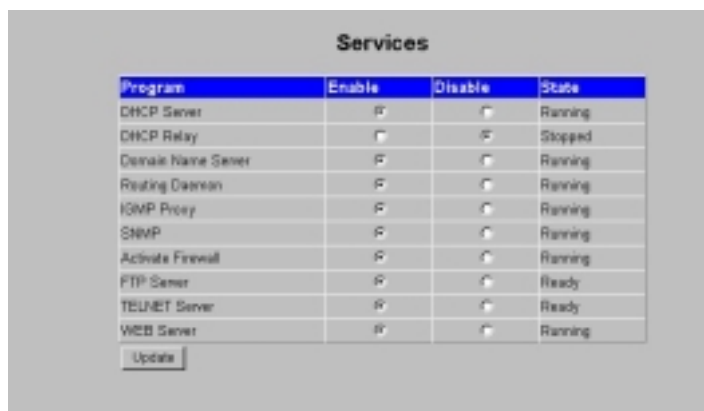 Services
Program Enable Disable State
DHCP Server Running
DHCP Relay Stopped
Domain Name Server Running
Routing Daemon Running
IGMP Proxy Running
SNMP Running
Activate Firewall Running
FTP Server Ready
TELNET Server Ready
WEB Server Running
Update